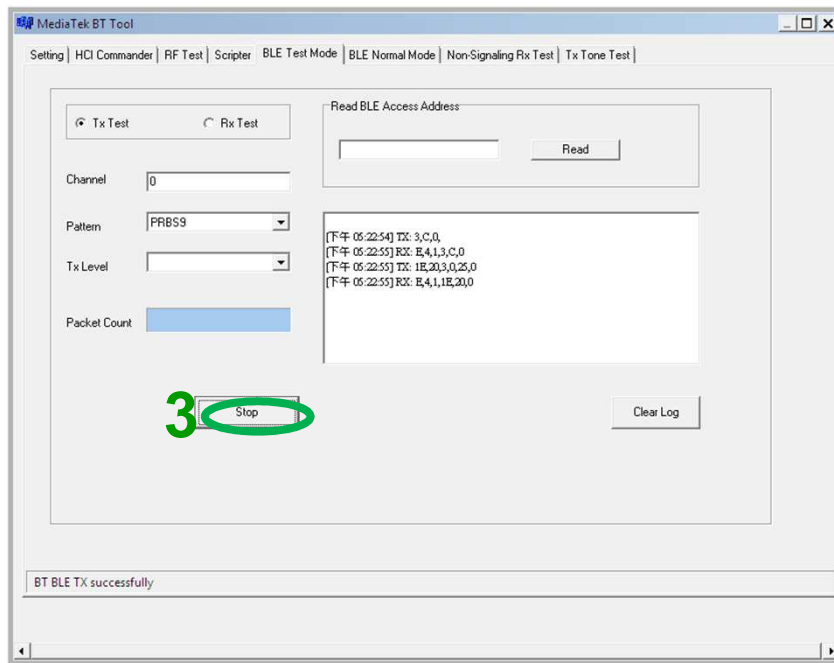 MediaTek BT Tool
Setting HCI Commander RF Test Scripter BLE Test Mode BLE Normal Mode Non-Signaling Rx Test Tx Tone Test
Tx Test Rx Test
Read BLE Access Address
Read
Channel 0
Pattern PRBS9
Tx Level
Packet Count
[下午 05:22:54] TX: 3,C,0,
[下午 05:22:55] RX: E,4,1,3,C,0
[下午 05:22:55] TX: 1E,20,3,0,25,0
[下午 05:22:55] RX: E,4,1,1E,20,0
3 Stop
Clear Log
BT BLE TX successfully